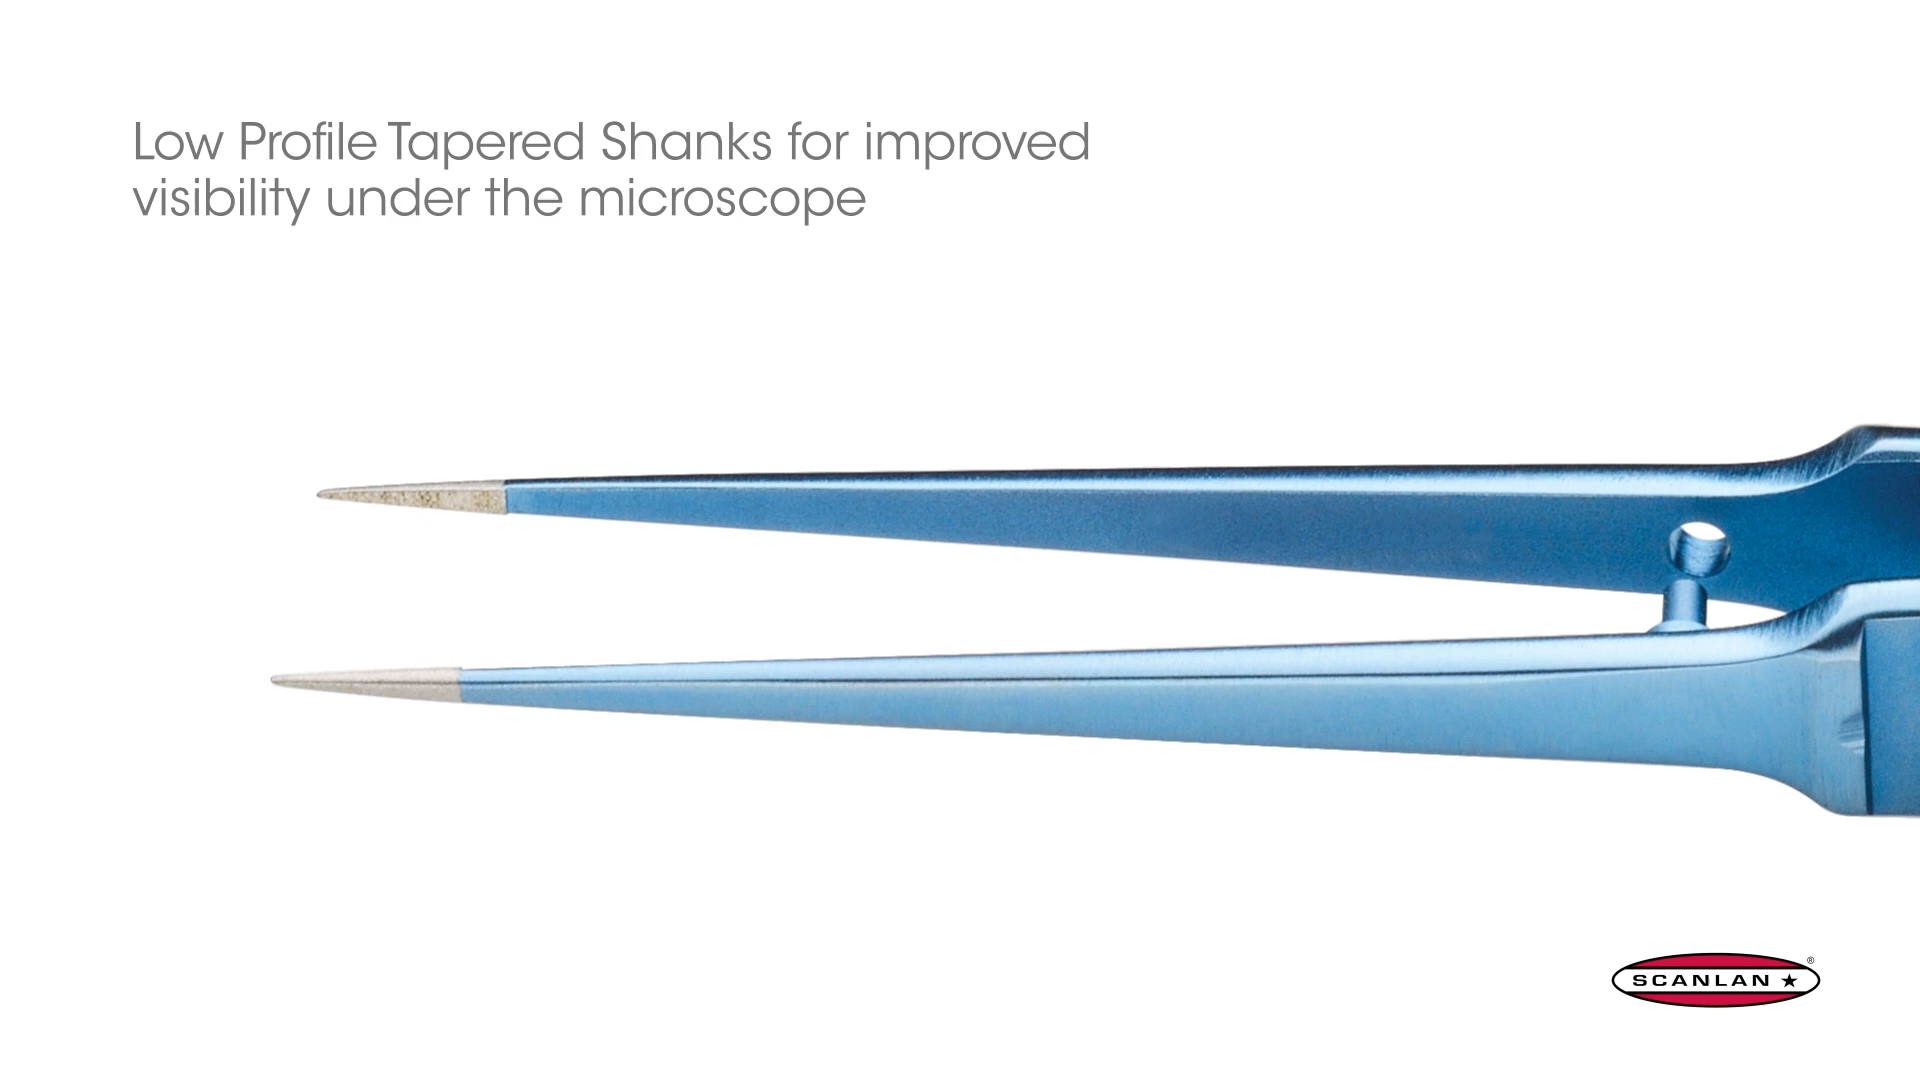 Low Profile Tapered Shanks for improved
visibility under the microscope
SCANLAN ★ ®